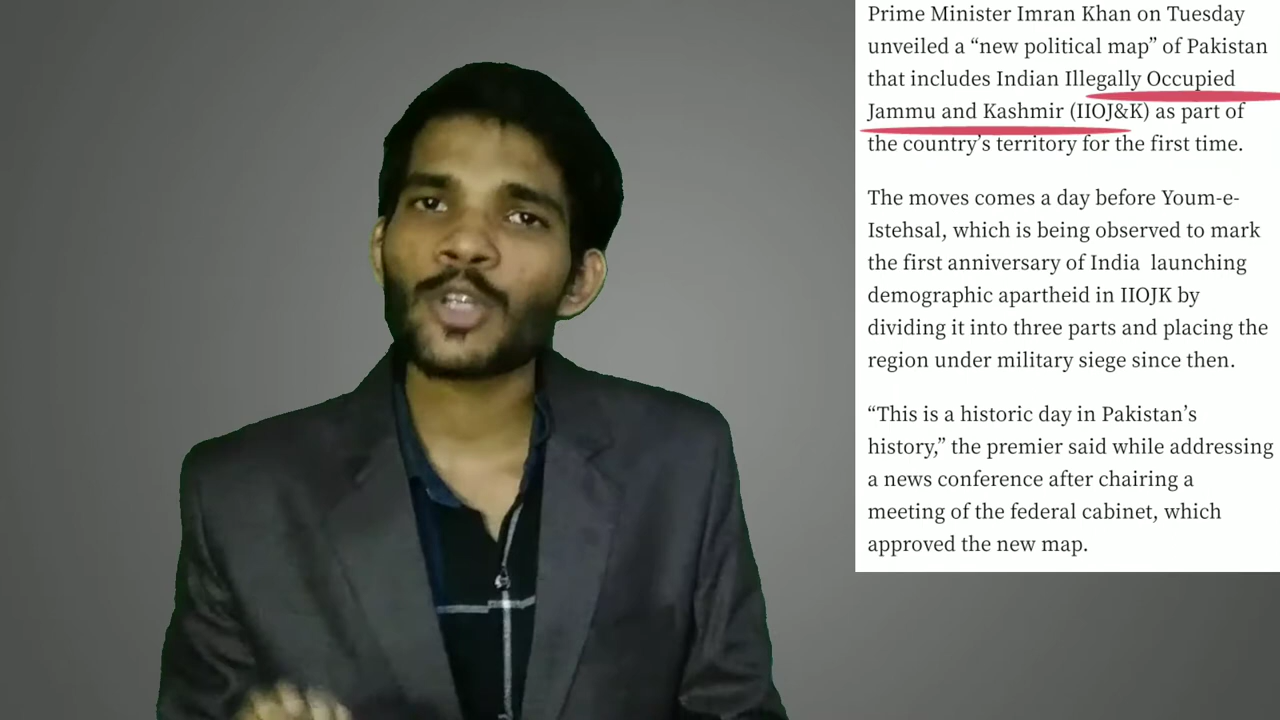 Prime Minister Imran Khan on Tuesday
unveiled a “new political map” of Pakistan
that includes Indian Illegally Occupied
Jammu and Kashmir (IIOJ&K) as part of
the country’s territory for the first time.
The moves comes a day before Youm-e-
Istehsal, which is being observed to mark
the first anniversary of India launching
demographic apartheid in IIOJK by
dividing it into three parts and placing the
region under military siege since then.
“This is a historic day in Pakistan’s
history,” the premier said while addressing
a news conference after chairing a
meeting of the federal cabinet, which
approved the new map.